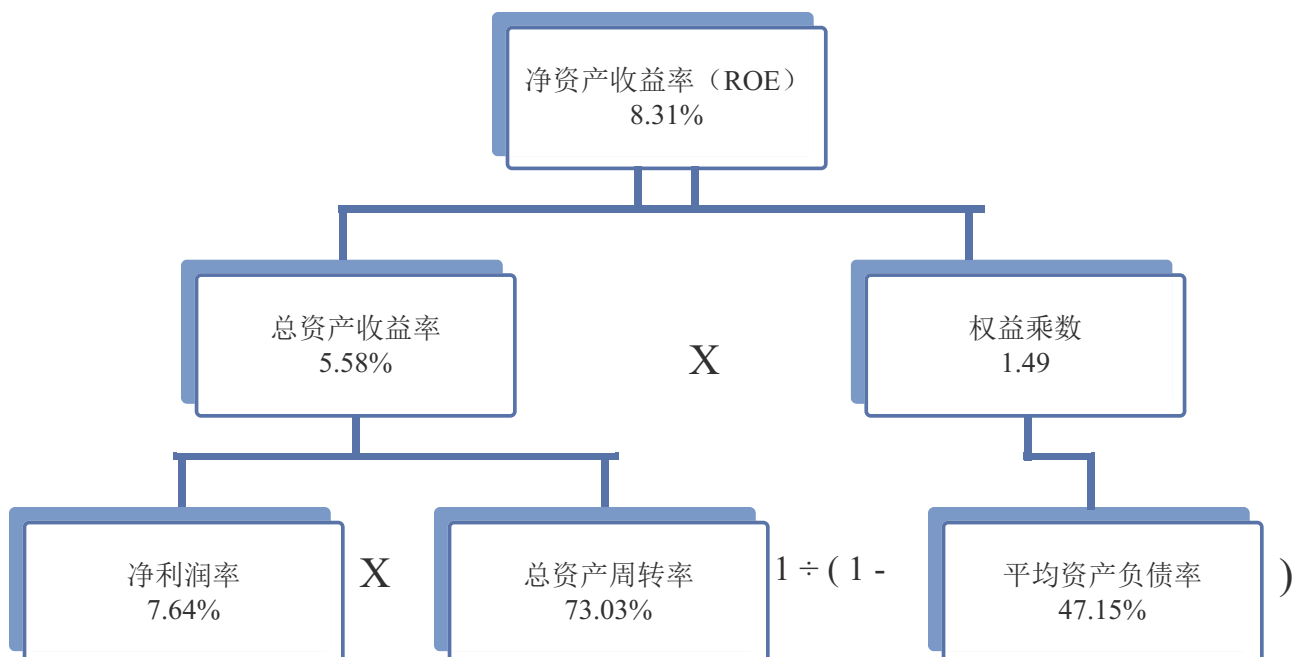 净资产收益率（ROE）
8.31%
总资产收益率
5.58%
X
权益乘数
1.49
净利润率
7.64%
X
总资产周转率
73.03%
1 ÷ ( 1 -
平均资产负债率
47.15%
)